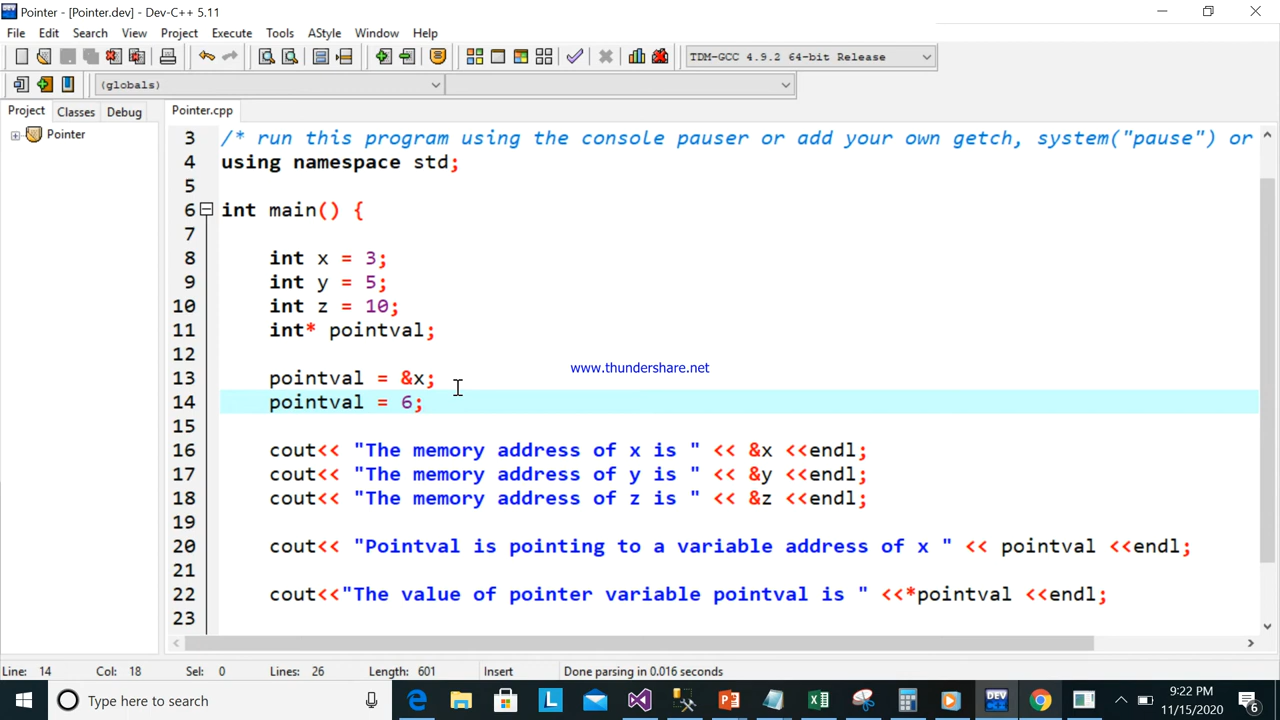 Pointer - [Pointer.dev] - Dev-C++ 5.11
File Edit Search View Project Execute Tools AStyle Window Help
TDM-GCC 4.9.2 64-bit Release
(globals)
Project Classes Debug
Pointer.cpp
Pointer
3 /* run this program using the console pauser or add your own getch, system("pause") or
4 using namespace std;
5
6 int main() {
7
8 int x = 3;
9 int y = 5;
10 int z = 10;
11 int* pointval;
12
www.thundershare.net
13 pointval = &x;
14 pointval = 6;
15
16 cout<< "The memory address of x is " << &x <<endl;
17 cout<< "The memory address of y is " << &y <<endl;
18 cout<< "The memory address of z is " << &z <<endl;
19
20 cout<< "Pointval is pointing to a variable address of x " << pointval <<endl;
21
22 cout<<"The value of pointer variable pointval is " <<*pointval <<endl;
23
Line: 14 Col: 18 Sel: 0 Lines: 26 Length: 601 Insert Done parsing in 0.016 seconds
Type here to search
DEV
9:22 PM
11/15/2020
6